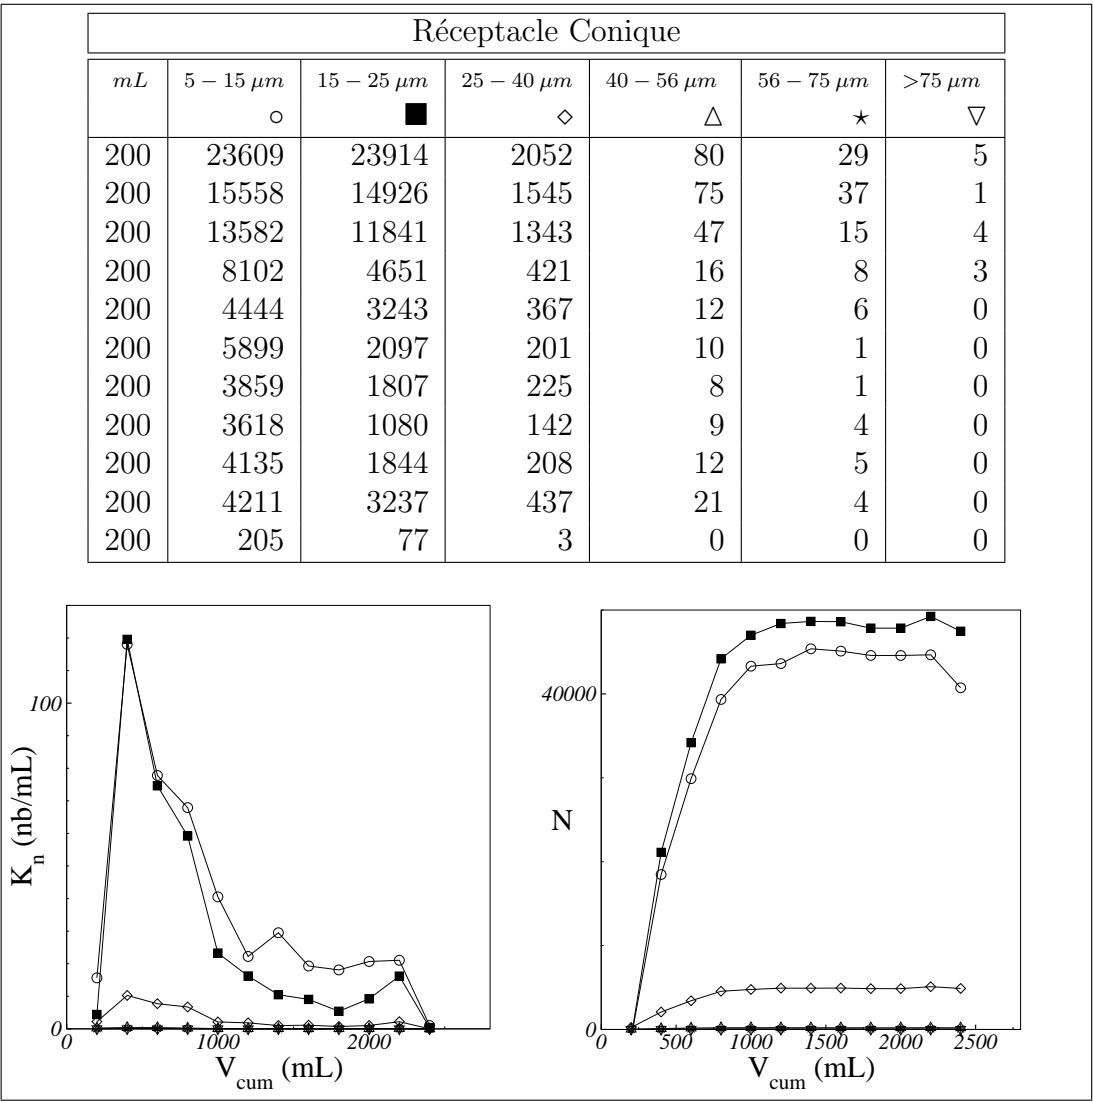 Réceptacle Conique
mL 5 – 15 μm 15 – 25 μm 25 – 40 μm 40 – 56 μm 56 – 75 μm >75 μm
○ ■ ◇ △ ⋆ ▽
200 23609 23914 2052 80 29 5
200 15558 14926 1545 75 37 1
200 13582 11841 1343 47 15 4
200 8102 4651 421 16 8 3
200 4444 3243 367 12 6 0
200 5899 2097 201 10 1 0
200 3859 1807 225 8 1 0
200 3618 1080 142 9 4 0
200 4135 1844 208 12 5 0
200 4211 3237 437 21 4 0
200 205 77 3 0 0 0
100
0
K_n (nb/mL)
0 1000 2000
V_cum (mL)
40000
0
N
0 500 1000 1500 2000 2500
V_cum (mL)